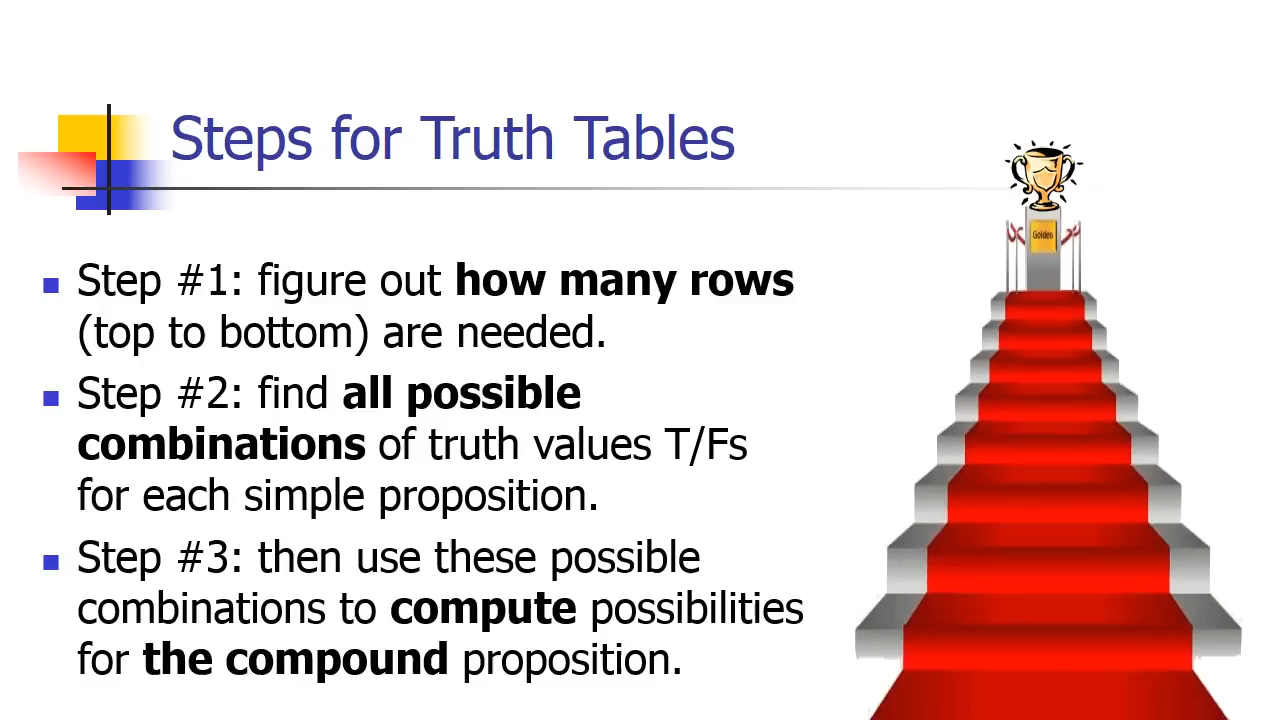 Steps for Truth Tables
Golden
Step #1: figure out how many rows
(top to bottom) are needed.
Step #2: find all possible
combinations of truth values T/Fs
for each simple proposition.
Step #3: then use these possible
combinations to compute possibilities
for the compound proposition.